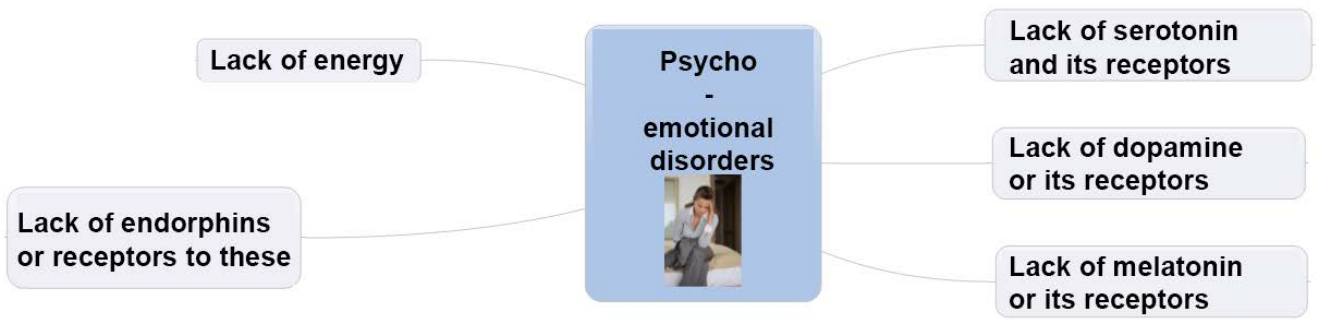 Lack of energy
Lack of endorphins
or receptors to these
Psycho
-
emotional
disorders
Lack of serotonin
and its receptors
Lack of dopamine
or its receptors
Lack of melatonin
or its receptors